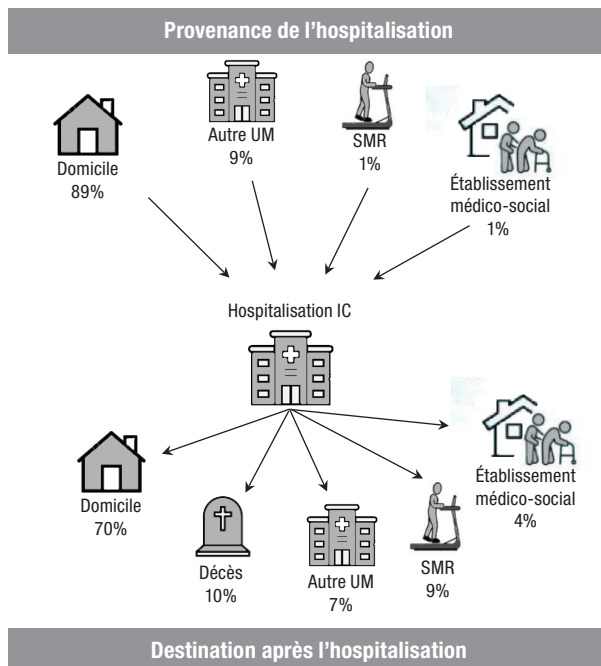 Provenance de l’hospitalisation
Domicile
89%
Autre UM
9%
SMR
1%
Établissement
médico-social
1%
Hospitalisation IC
Domicile
70%
Décès
10%
Autre UM
7%
SMR
9%
Établissement
médico-social
4%
Destination après l’hospitalisation